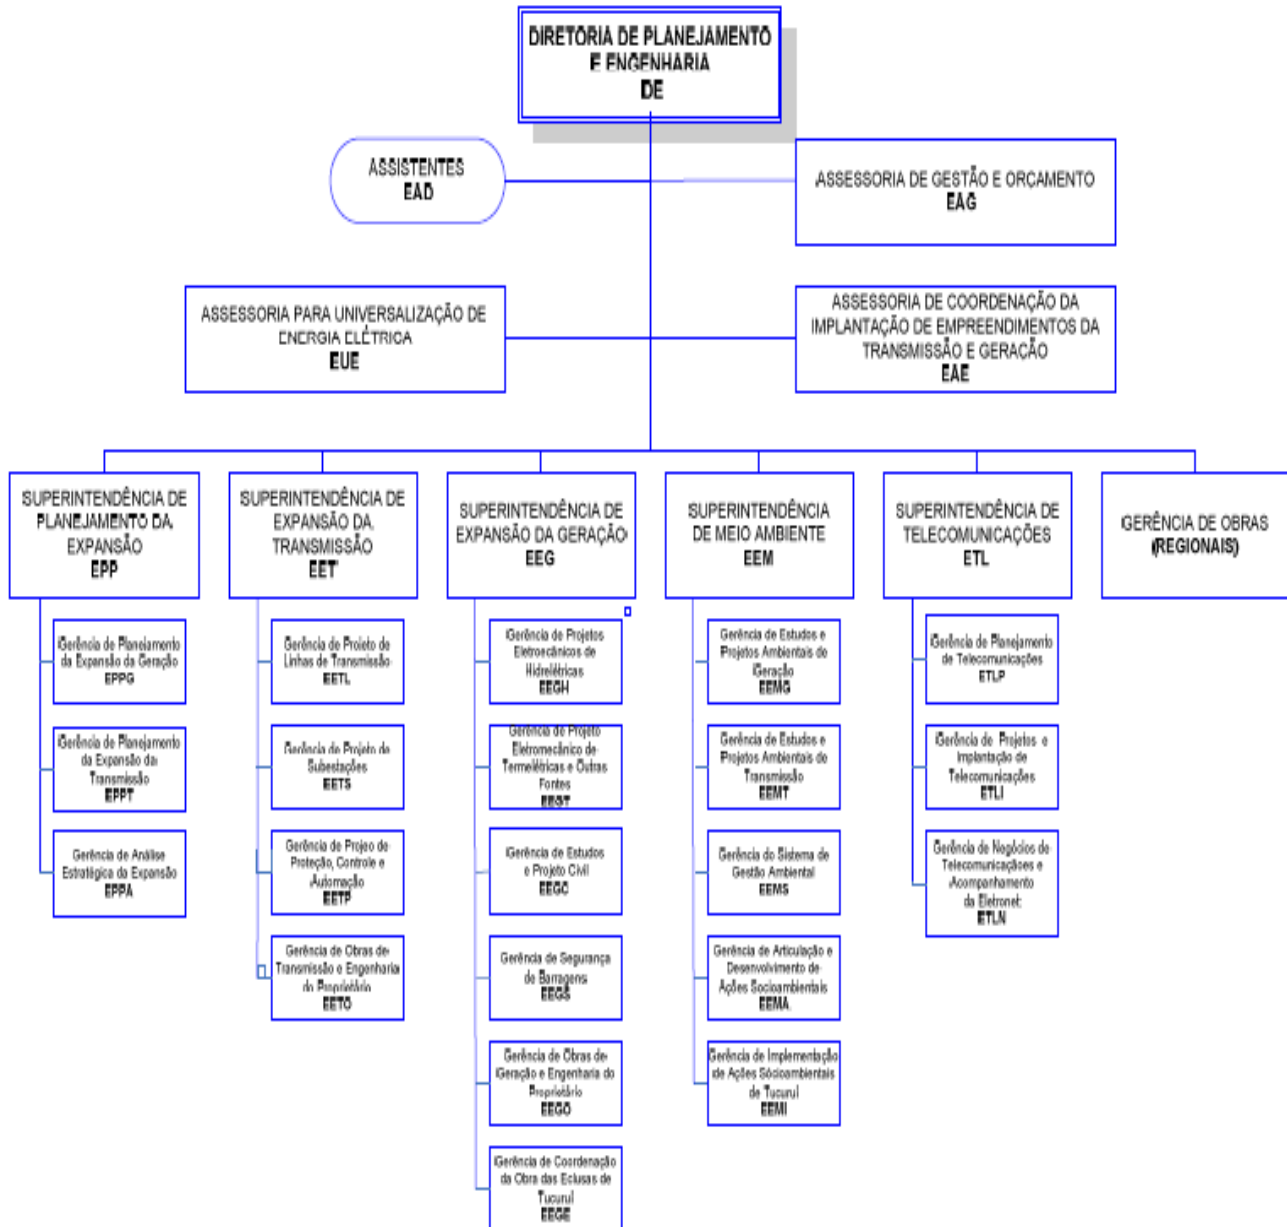 DIRETORIA DE PLANEJAMENTO
E ENGENHARIA
DE
ASSISTENTES
EAD
ASSESSORIA DE GESTÃO E ORÇAMENTO
EAG
ASSESSORIA PARA UNIVERSALIZAÇÃO DE
ENERGIA ELÉTRICA
EUE
ASSESSORIA DE COORDENAÇÃO DA
IMPLANTAÇÃO DE EMPREENDIMENTOS DA
TRANSMISSÃO E GERAÇÃO
EAE
SUPERINTENDÊNCIA DE
PLANEJAMENTO DA
EXPANSÃO
EPP
SUPERINTENDÊNCIA DE
EXPANSÃO DA
TRANSMISSÃO
EET
SUPERINTENDÊNCIA DE
EXPANSÃO DA GERAÇÃO
EEG
SUPERINTENDÊNCIA
DE MEIO AMBIENTE
EEM
SUPERINTENDÊNCIA DE
TELECOMUNICAÇÕES
ETL
GERÊNCIA DE OBRAS
(REGIONAIS)
Gerência de Planejamento
da Expansão da Geração
EPPG
Gerência de Planejamento
da Expansão da
Transmissão
EPPT
Gerência de Análise
Estratégica da Expansão
EPPA
Gerência de Projeto de
Linhas de Transmissão
EETL
Gerência de Projeto de
Subestações
EETS
Gerência de Projeo de
Proteção, Controle e
Automação
EETP
Gerência de Obras de
Transmissão e Engenharia
do Proprietário
EETO
Gerência de Projetos
Eletroecânicos de
Hidrelétricas
EEGH
Gerência de Projeto
Eletromecânico de
Termelétricas e Outras
Fontes
EEGT
Gerência de Estudos
e Projeto Civil
EEGC
Gerência de Segurança
de Barragens
EEGS
Gerência de Obras de
Geração e Engenharia do
Proprietário
EEGO
Gerência de Coordenação
da Obra das Eclusas de
Tucuruí
EEGE
Gerência de Estudos e
Projetos Ambientais de
Geração
EEMG
Gerência de Estudos e
Projetos Ambientais de
Transmissão
EEMT
Gerência do Sistema de
Gestão Ambiental
EEMS
Gerência de Articulação e
Desenvolvimento de
Ações Socioambientais
EEMA
Gerência de Implementação
de Ações Sócioambientais
de Tucuruí
EEMI
Gerência de Planejamento
de Telecomunicações
ETLP
Gerência de Projetos e
Implantação de
Telecomunicações
ETLI
Gerência de Negócios de
Telecomunicaçãoes e
Acompanhamento
da Eletronet
ETLN